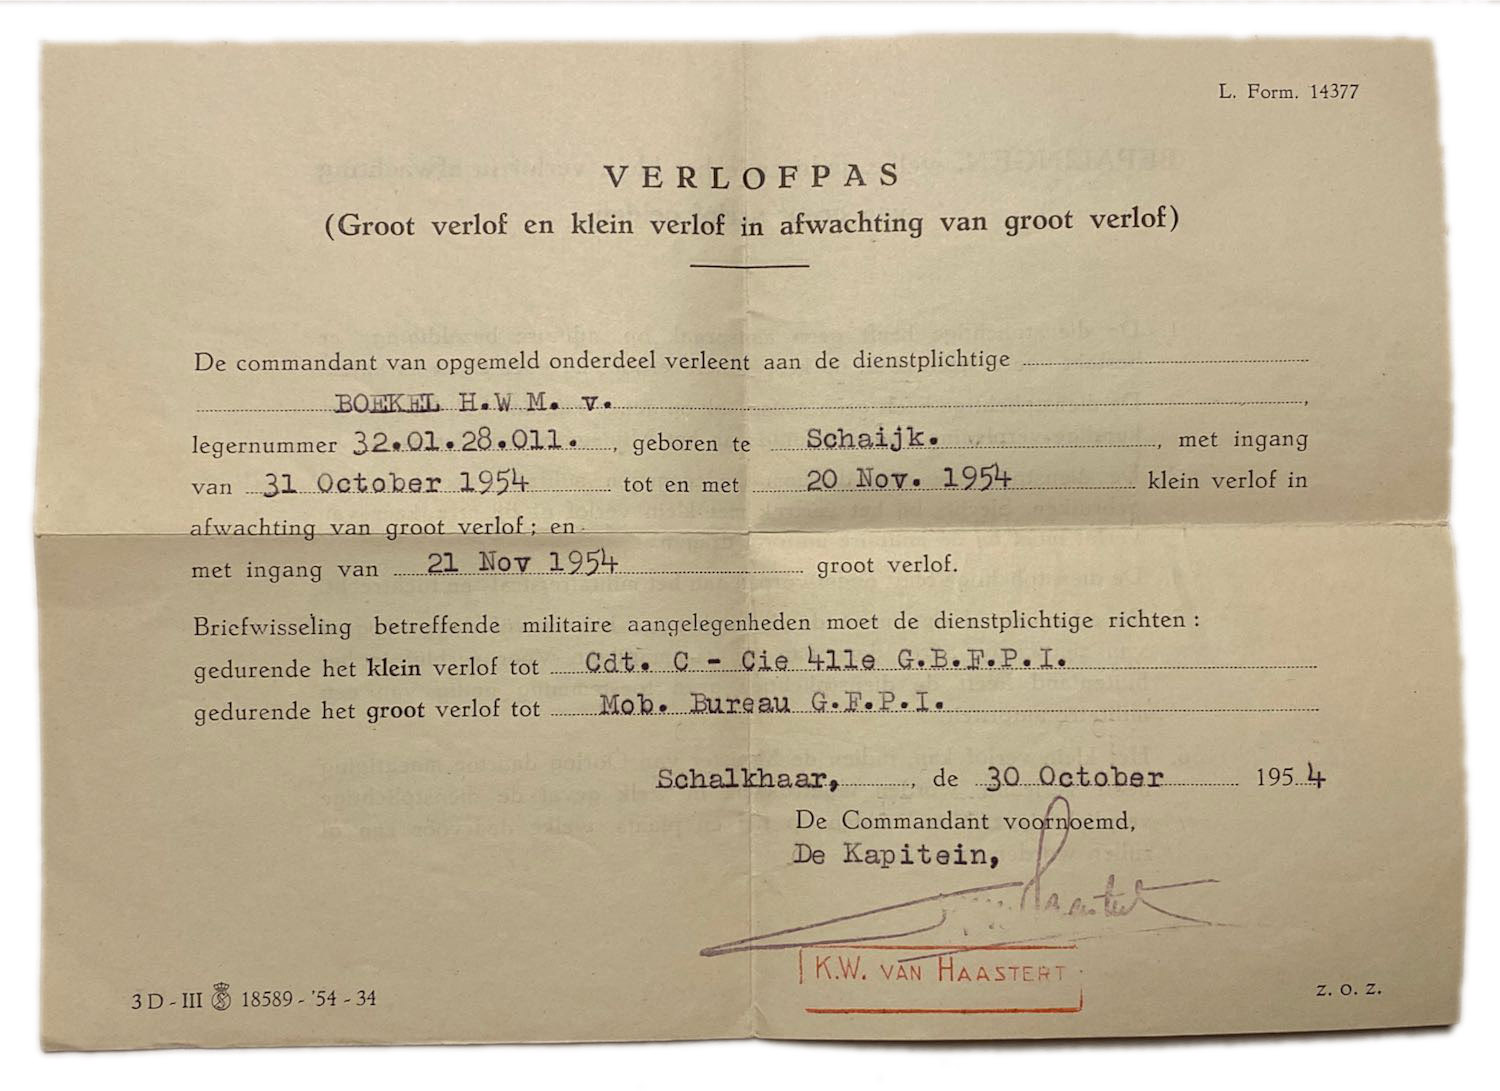 L. Form. 14377
VERLOFPAS
(Groot verlof en klein verlof in afwachting van groot verlof)
De commandant van opgemeld onderdeel verleent aan de dienstplichtige
BOEKEL H.W M. v.
legernummer 32.01.28.011. , geboren te Schaijk. , met ingang
van 31 October 1954 tot en met 20 Nov. 1954 klein verlof in
afwachting van groot verlof; en
met ingang van 21 Nov 1954 groot verlof.
Briefwisseling betreffende militaire aangelegenheden moet de dienstplichtige richten :
gedurende het klein verlof tot Cdt. C - Cie 411e G.B.F.P.I.
gedurende het groot verlof tot Mob. Bureau G.F.P.I.
Schalkhaar, , de 30 October 1954
De Commandant voornoemd,
De Kapitein,
K.W. VAN HAASTERT
3 D - III 18589 - '54 - 34
z. o. z.